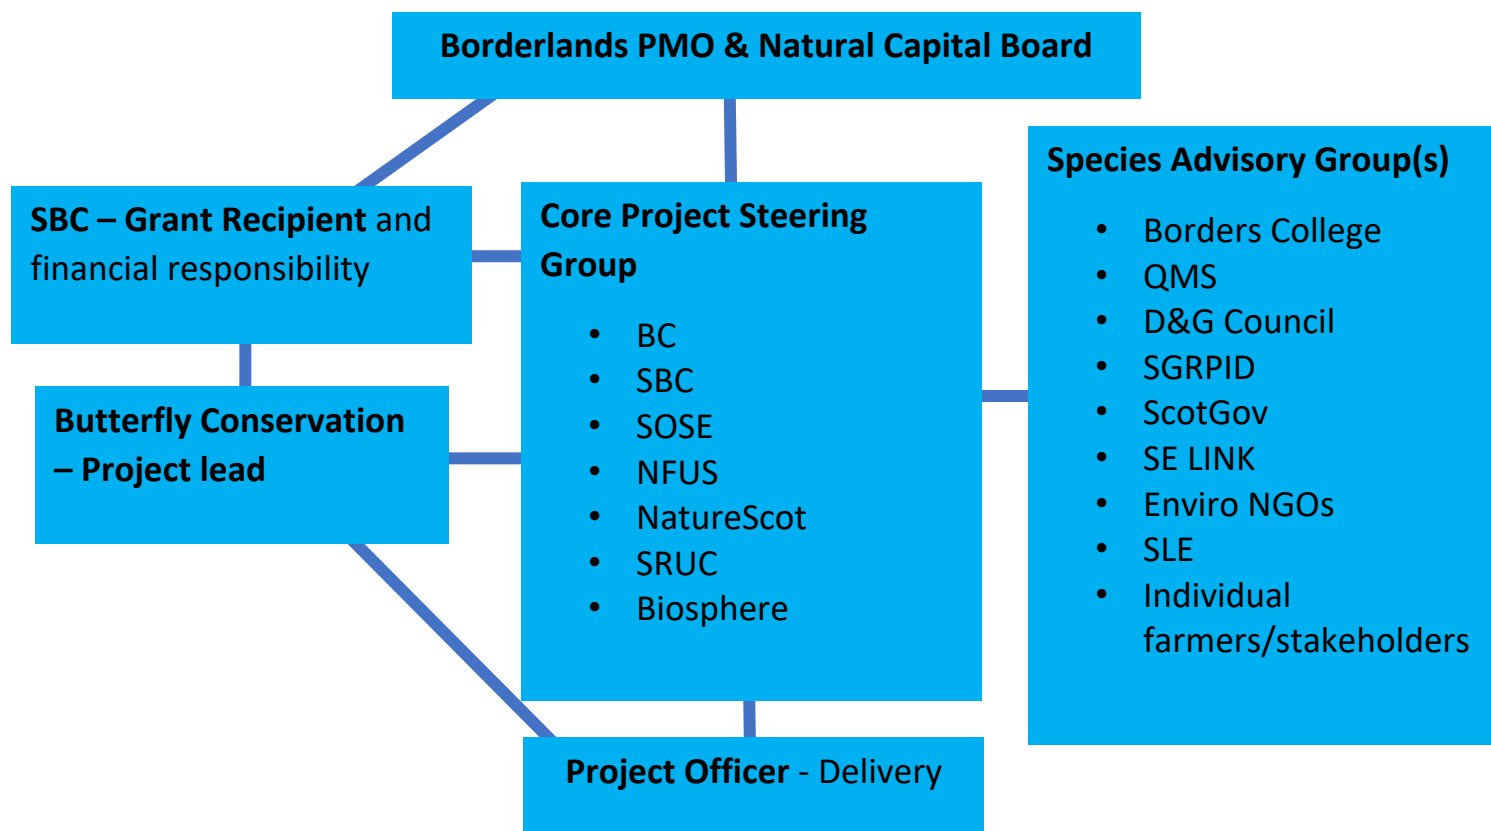 Borderlands PMO & Natural Capital Board
SBC – Grant Recipient and
financial responsibility
Butterfly Conservation
– Project lead
Core Project Steering
Group
• BC
• SBC
• SOSE
• NFUS
• NatureScot
• SRUC
• Biosphere
Species Advisory Group(s)
• Borders College
• QMS
• D&G Council
• SGRPID
• ScotGov
• SE LINK
• Enviro NGOs
• SLE
• Individual
farmers/stakeholders
Project Officer - Delivery